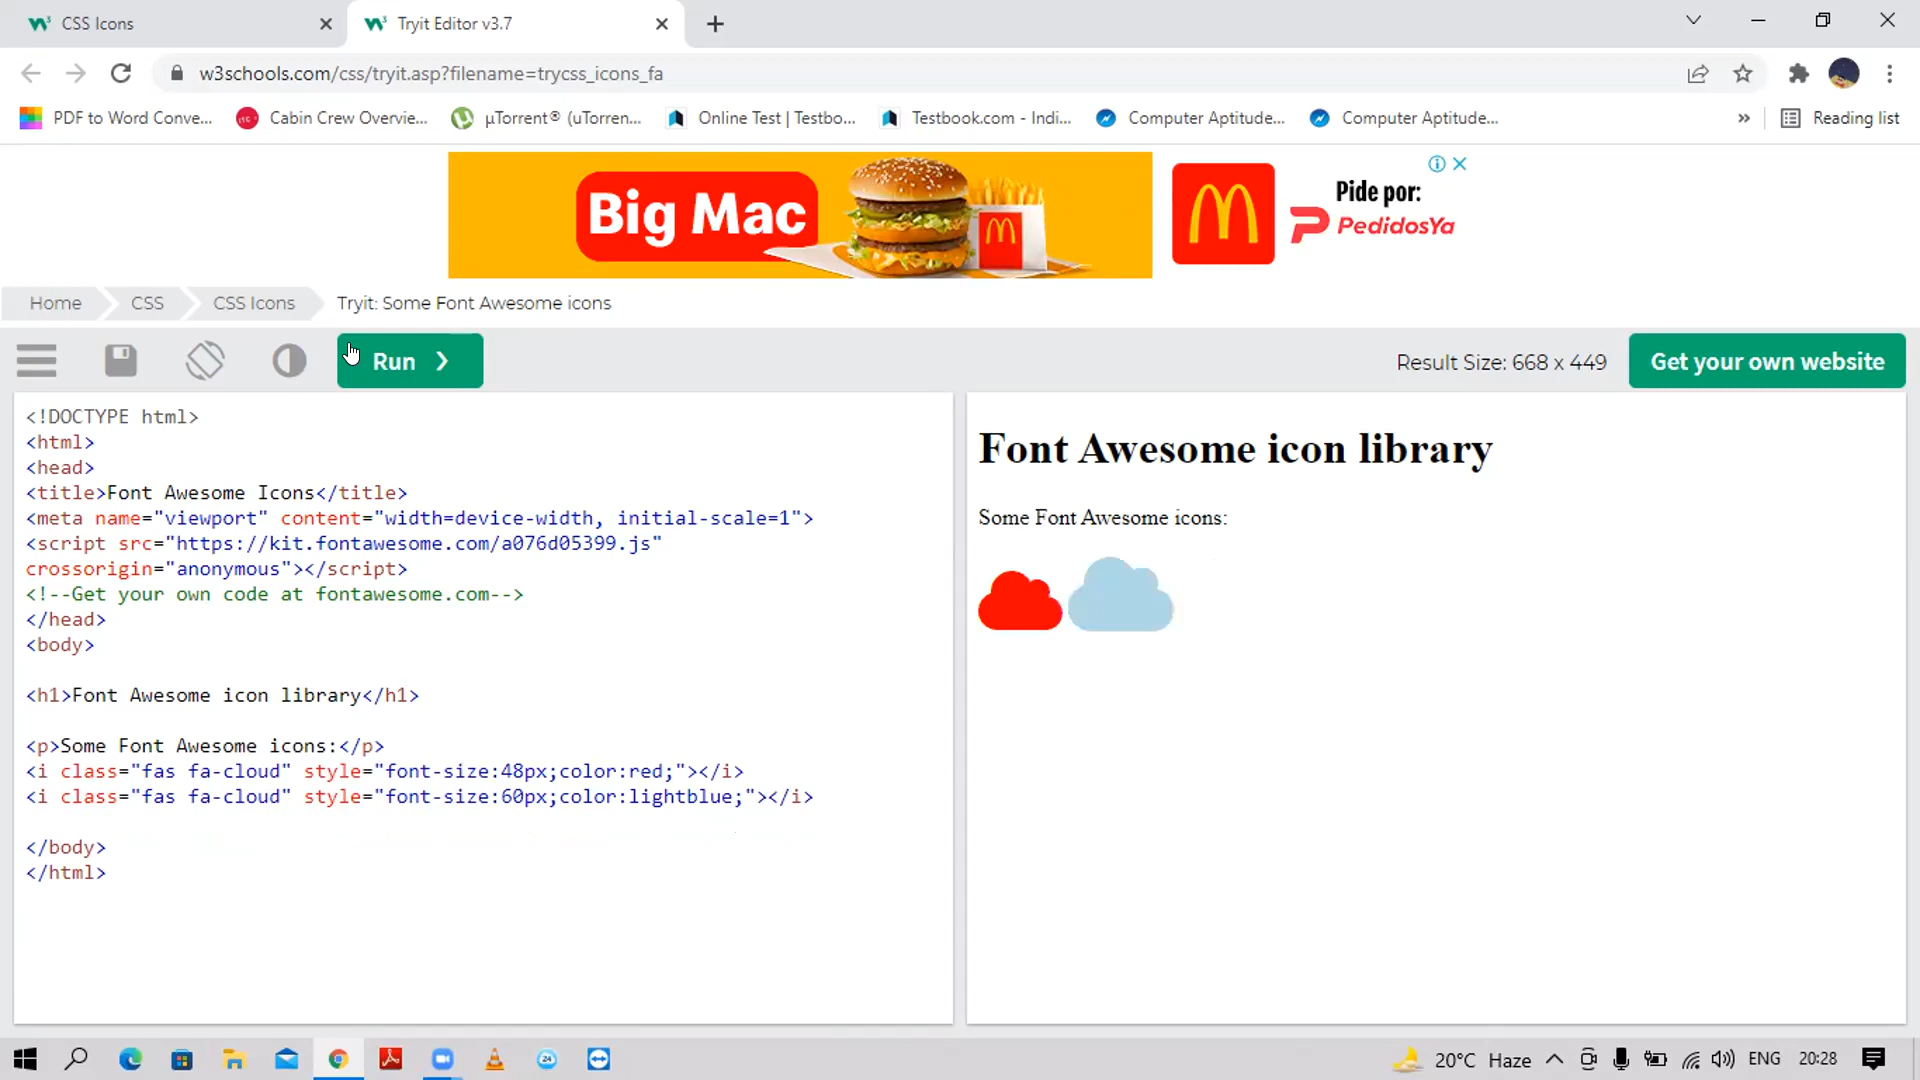 CSS Icons
Tryit Editor v3.7
w3schools.com/css/tryit.asp?filename=trycss_icons_fa
PDF to Word Conve...
Cabin Crew Overvie...
µTorrent® (uTorren...
Online Test | Testbo...
Testbook.com - Indi...
Computer Aptitude...
Computer Aptitude...
»
Reading list
Big Mac
Pide por:
PedidosYa
Home
CSS
CSS Icons
Tryit: Some Font Awesome icons
Run ❯
Result Size: 668 x 449
Get your own website
<!DOCTYPE html>
<html>
<head>
<title>Font Awesome Icons</title>
<meta name="viewport" content="width=device-width, initial-scale=1">
<script src="https://kit.fontawesome.com/a076d05399.js"
crossorigin="anonymous"></script>
<!--Get your own code at fontawesome.com-->
</head>
<body>
<h1>Font Awesome icon library</h1>
<p>Some Font Awesome icons:</p>
<i class="fas fa-cloud" style="font-size:48px;color:red;"></i>
<i class="fas fa-cloud" style="font-size:60px;color:lightblue;"></i>
</body>
</html>
Font Awesome icon library
Some Font Awesome icons:
24
20°C Haze
ENG
20:28